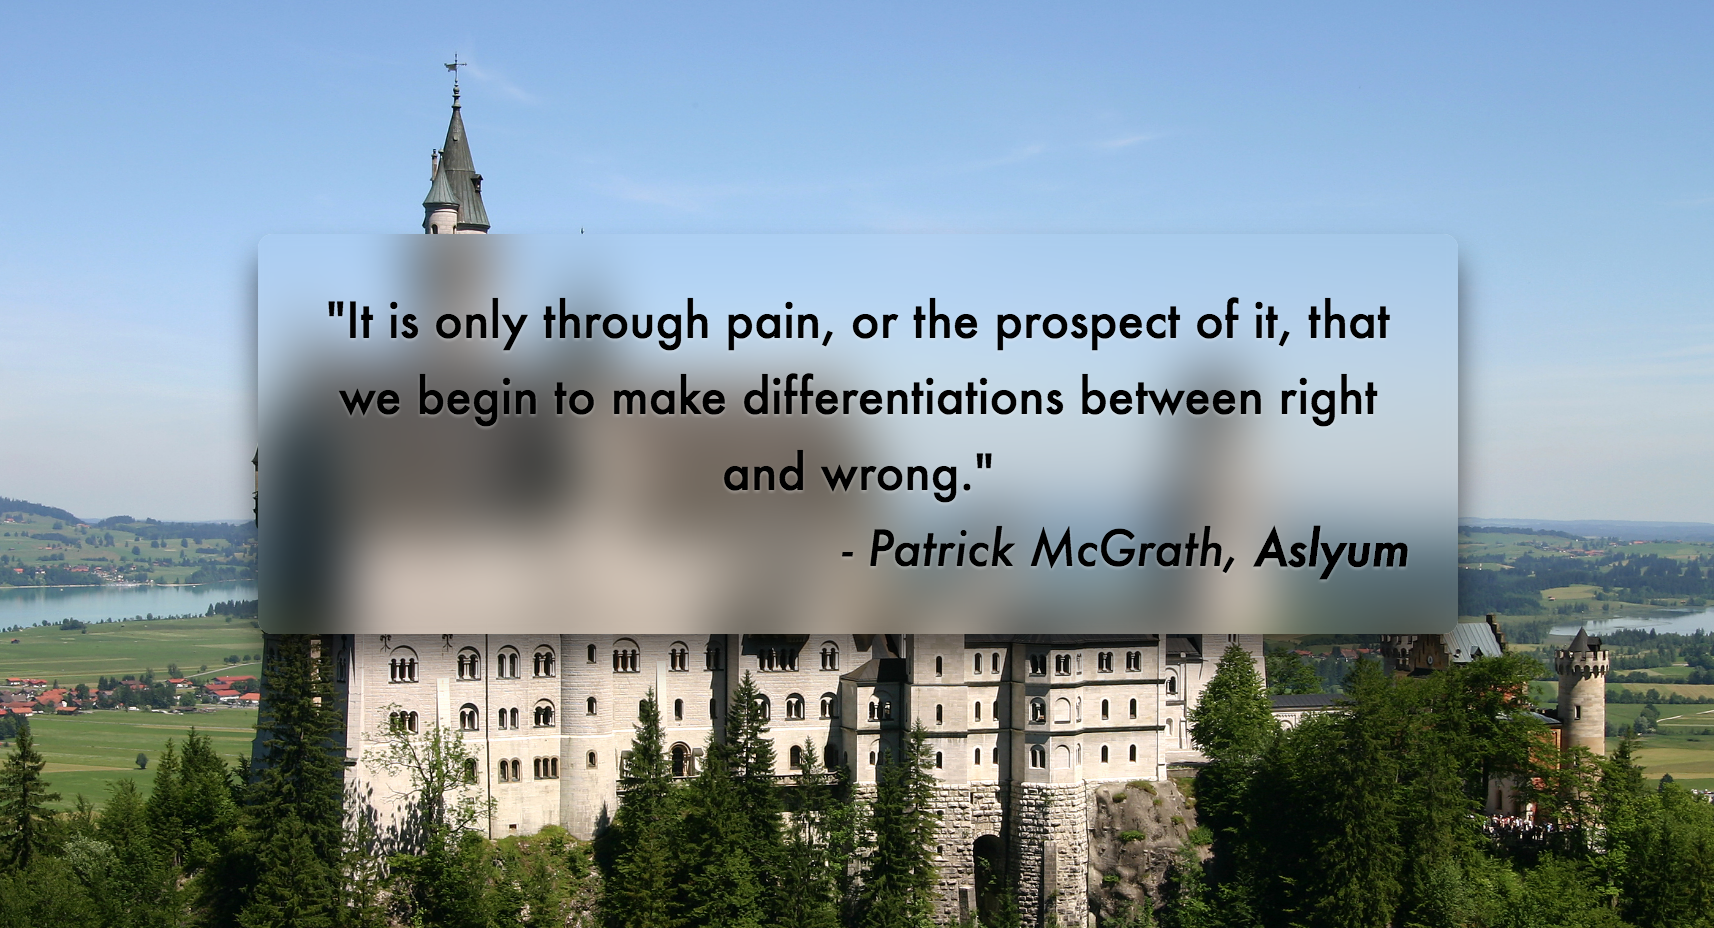 "It is only through pain, or the prospect of it, that
we begin to make differentiations between right
and wrong."
- Patrick McGrath, Aslyum